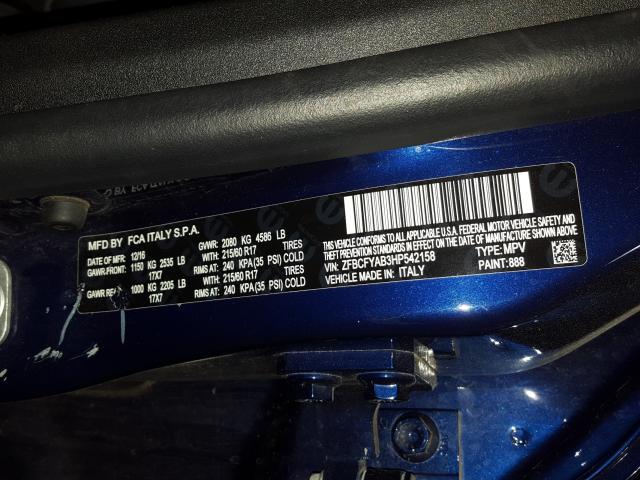 MFD BY FCA ITALY S.P.A.
DATE OF MFR: 12/16 GVWR: 2080 KG 4586 LB
GAWR FRONT: 1150 KG 2535 LB WITH: 215/60 R17 TIRES
17X7 RIMS AT: 240 KPA(35 PSI) COLD
GAWR REAR: 1000 KG 2205 LB WITH: 215/60 R17 TIRES
17X7 RIMS AT: 240 KPA(35 PSI) COLD
THIS VEHICLE CONFORMS TO ALL APPLICABLE U.S.A. FEDERAL MOTOR VEHICLE SAFETY AND
THEFT PREVENTION STANDARDS IN EFFECT ON THE DATE OF MANUFACTURE SHOWN ABOVE
VIN: ZFBCFYAB3HP542158 TYPE: MPV
VEHICLE MADE IN: ITALY PAINT: 888